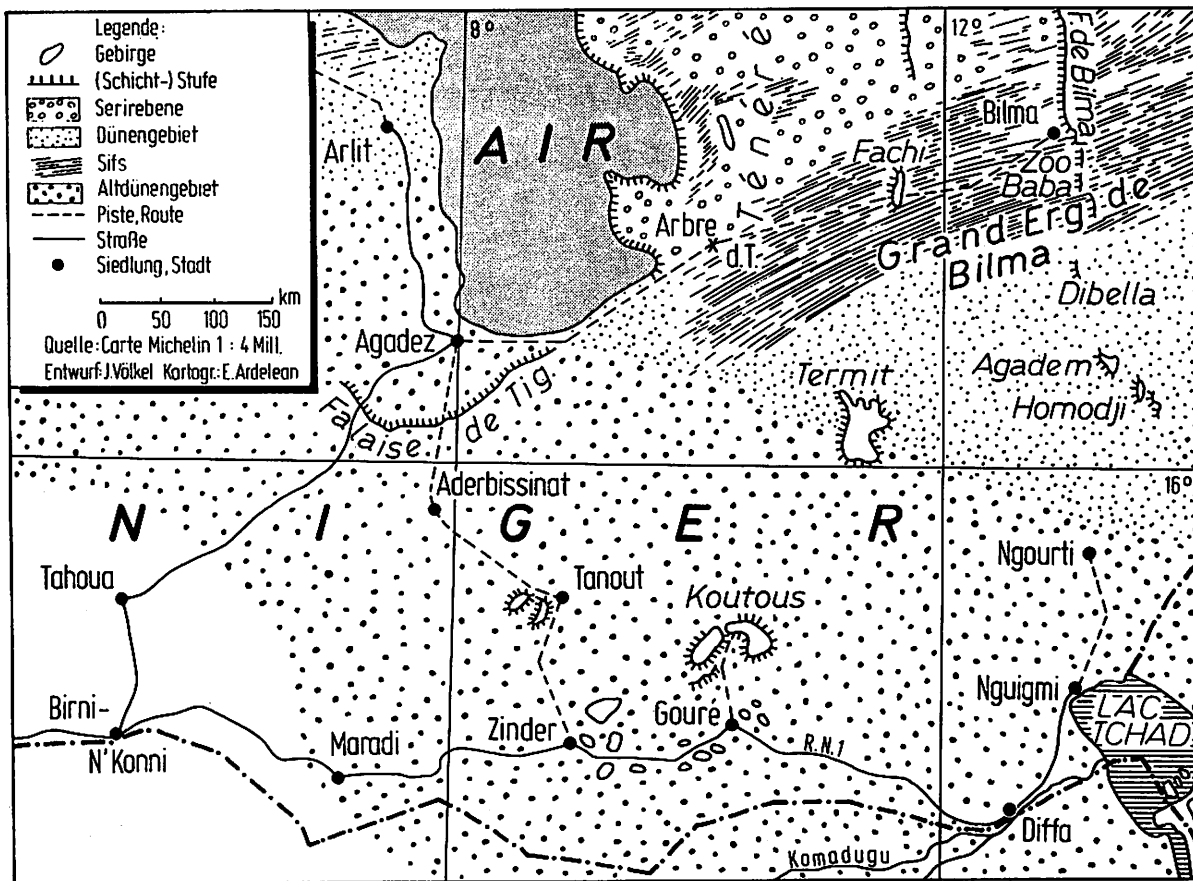 Legende:
Gebirge
(Schicht-) Stufe
Serirebene
Dünengebiet
Sifs
Altdünengebiet
Piste, Route
Straße
Siedlung, Stadt
km
0 50 100 150
Quelle: Carte Michelin 1 : 4 Mill.
Entwurf: J. Völkel Kartogr.: E. Ardelean
8°
12°
F. de Bilma
Ténéré
Bilma
Arlit
AIR
Fachi
Zoo
Baba
Arbre
d.T.
Grand Erg de
Bilma
Dibella
Agadez
Falaise de Tig
Termit
Agadem
Homodji
16°
Aderbissinat
NIGER
Ngourti
Tahoua
Tanout
Koutous
Nguigmi
LAC
TCHAD
Birni-
N'Konni
Maradi
Zinder
Goure
R.N.1
Diffa
Komadugu